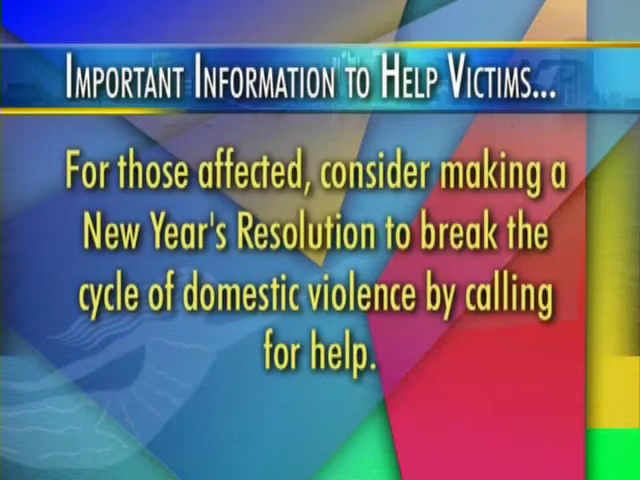 IMPORTANT INFORMATION TO HELP VICTIMS...
For those affected, consider making a
New Year's Resolution to break the
cycle of domestic violence by calling
for help.